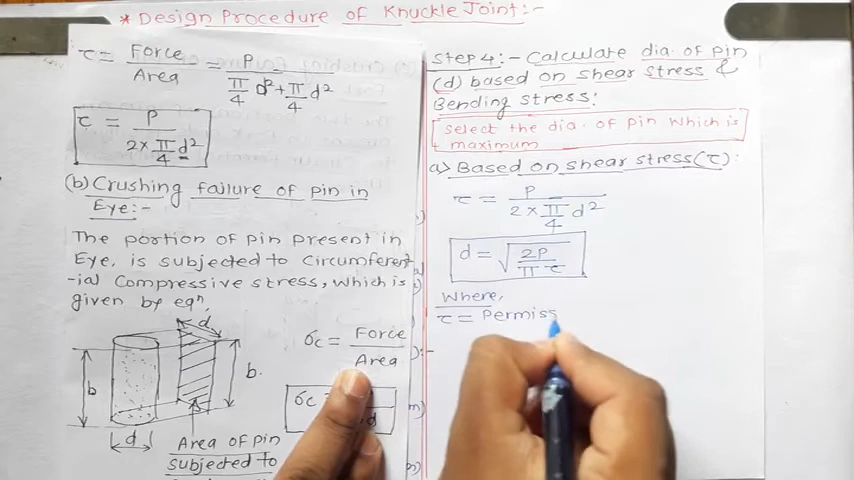 * Design Procedure of Knuckle Joint:-
τ = Force / Area = P / π/4 d² + π/4 d²
τ = P / 2 × π/4 d²
(b) Crushing failure of pin in
Eye:-
The portion of pin present in
Eye, is subjected to circumferent
-ial compressive stress, which is
given by eqⁿ,
d
σc = Force / Area
b
b.
σc
d
d
Area of pin
subjected to
Step 4:- Calculate dia. of pin
(d) based on shear stress &
Bending stress:
Select the dia. of pin which is
maximum
a) Based on shear stress (τ):
τ = P / 2 × π/4 d²
d = √ 2P / π τ
Where,
τ = Permiss